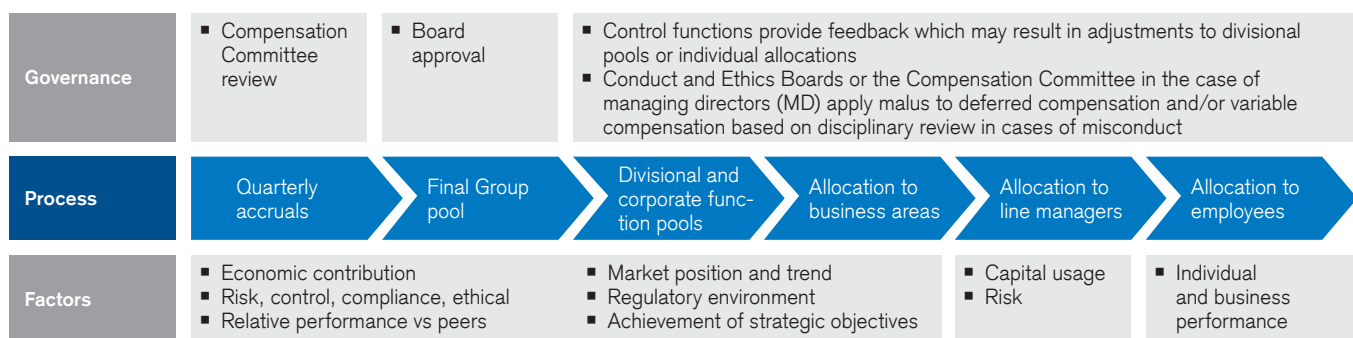 Governance
▪ Compensation
Committee
review
▪ Board
approval
▪ Control functions provide feedback which may result in adjustments to divisional
pools or individual allocations
▪ Conduct and Ethics Boards or the Compensation Committee in the case of
managing directors (MD) apply malus to deferred compensation and/or variable
compensation based on disciplinary review in cases of misconduct
Process
Quarterly
accruals
Final Group
pool
Divisional and
corporate func-
tion pools
Allocation to
business areas
Allocation to
line managers
Allocation to
employees
Factors
▪ Economic contribution
▪ Risk, control, compliance, ethical
▪ Relative performance vs peers
▪ Market position and trend
▪ Regulatory environment
▪ Achievement of strategic objectives
▪ Capital usage
▪ Risk
▪ Individual
and business
performance